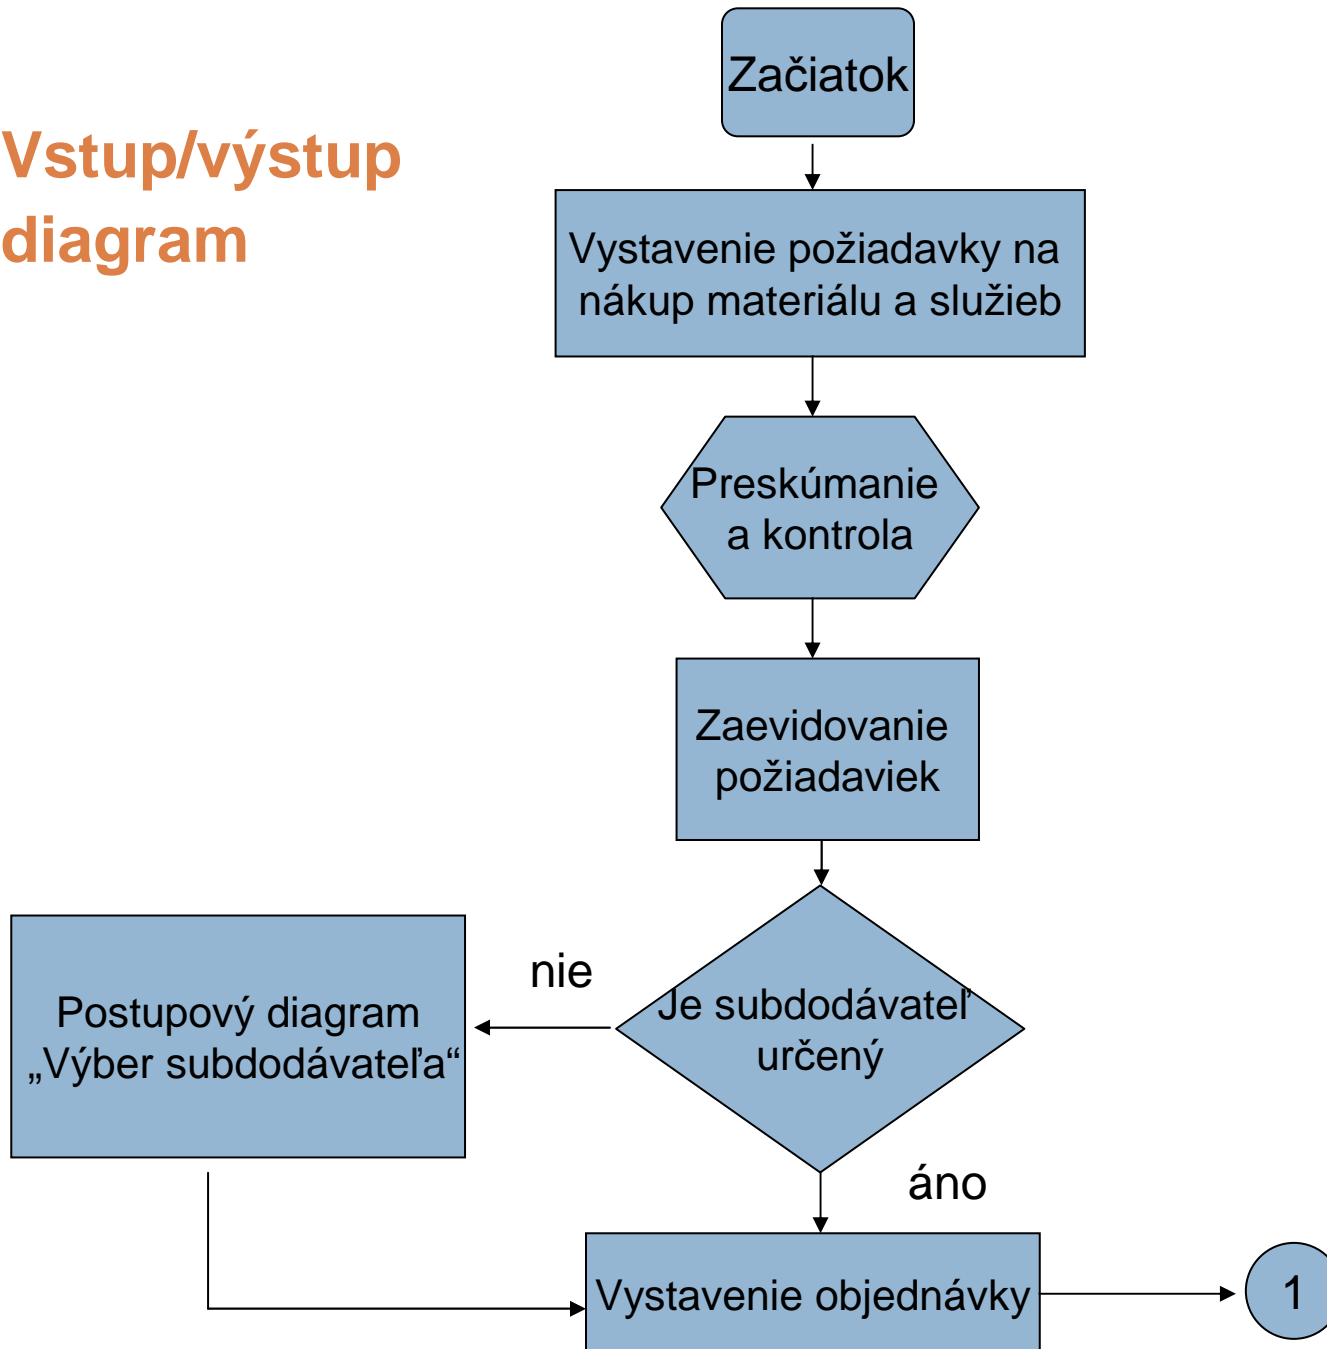 Začiatok
Vstup/výstup
diagram
Vystavenie požiadavky na
nákup materiálu a služieb
Preskúmanie
a kontrola
Zaevidovanie
požiadaviek
nie
Je subdodávateľ
určený
Postupový diagram
„Výber subdodávateľa“
áno
Vystavenie objednávky
1